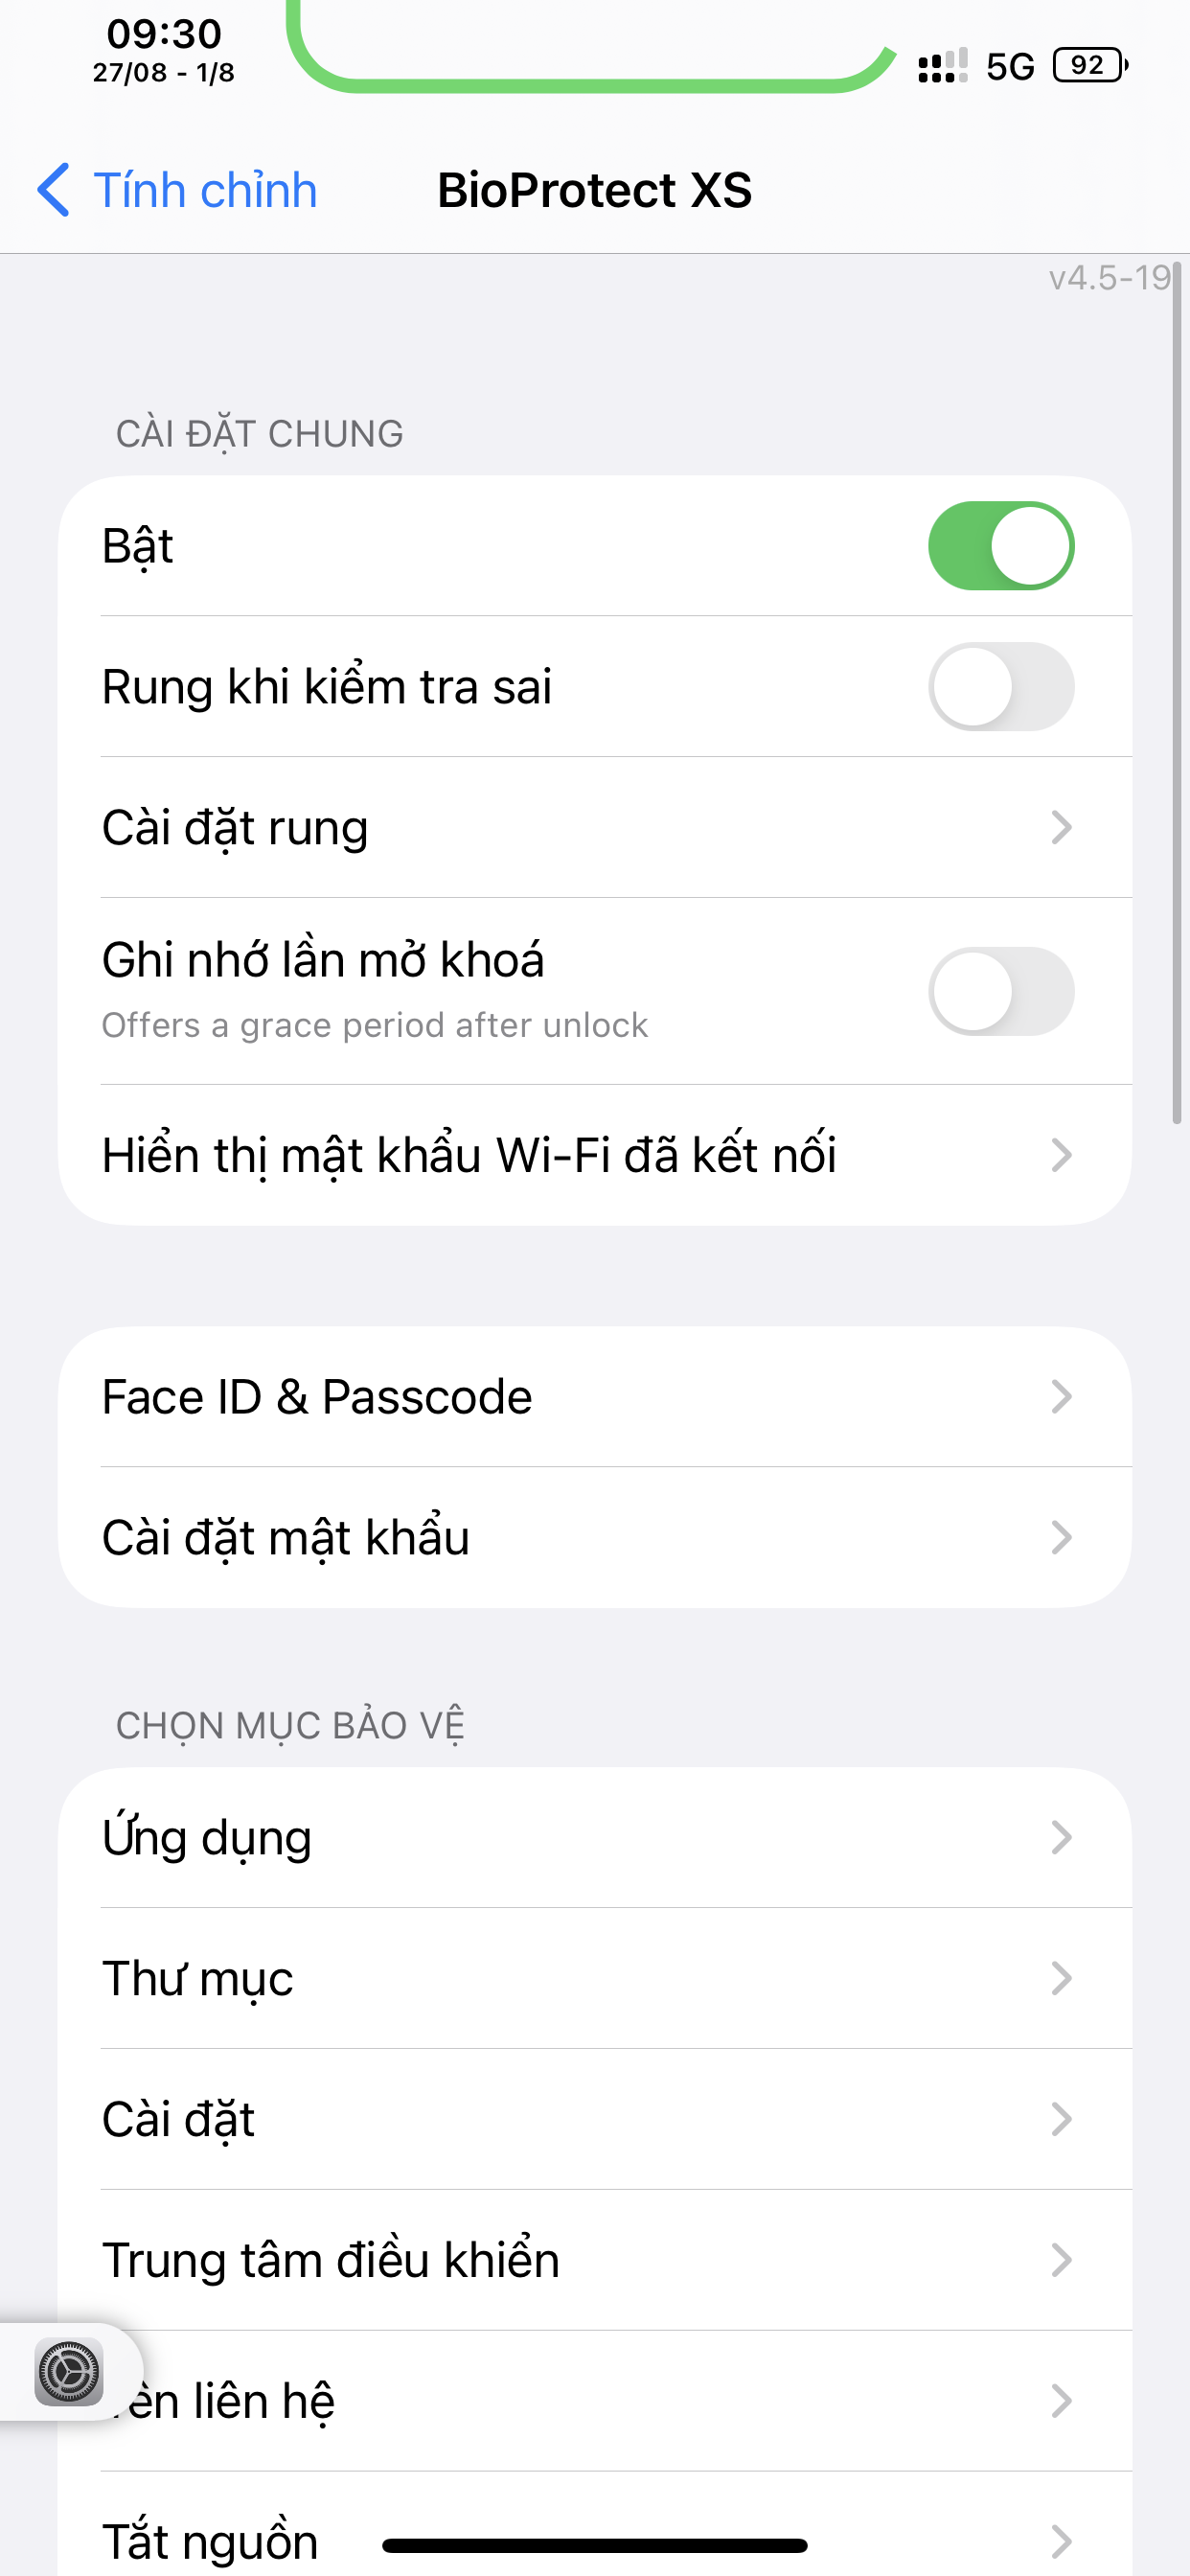 09:30
27/08 - 1/8
5G
92
Tính chỉnh
BioProtect XS
v4.5-19
CÀI ĐẶT CHUNG
Bật
Rung khi kiểm tra sai
Cài đặt rung
Ghi nhớ lần mở khoá
Offers a grace period after unlock
Hiển thị mật khẩu Wi-Fi đã kết nối
Face ID & Passcode
Cài đặt mật khẩu
CHỌN MỤC BẢO VỆ
Ứng dụng
Thư mục
Cài đặt
Trung tâm điều khiển
liên hệ
Tắt nguồn